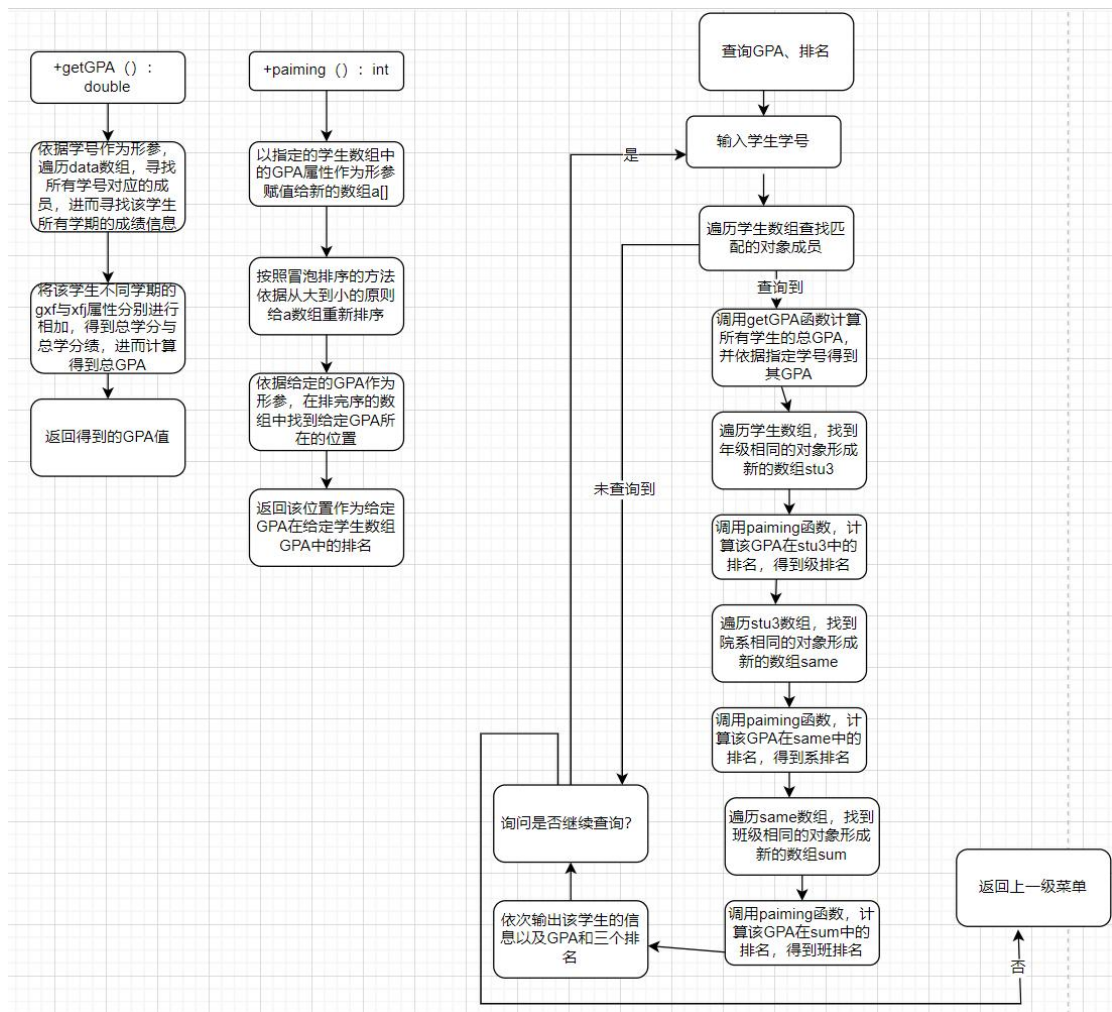 +getGPA（）：
double
依据学号作为形参，
遍历data数组，寻找
所有学号对应的成
员，进而寻找该学生
所有学期的成绩信息
将该学生不同学期的
gxf与xfj属性分别进行
相加，得到总学分与
总学分绩，进而计算
得到总GPA
返回得到的GPA值
+paiming（）：int
以指定的学生数组中
的GPA属性作为形参
赋值给新的数组a[]
按照冒泡排序的方法
依据从大到小的原则
给a数组重新排序
依据给定的GPA作为
形参，在排完序的数
组中找到给定GPA所
在的位置
返回该位置作为给定
GPA在给定学生数组
GPA中的排名
查询GPA、排名
输入学生学号
是
遍历学生数组查找匹
配的对象成员
查询到
调用getGPA函数计算
所有学生的总GPA，
并依据指定学号得到
其GPA
遍历学生数组，找到
年级相同的对象形成
新的数组stu3
未查询到
调用paiming函数，计
算该GPA在stu3中的
排名，得到级排名
遍历stu3数组，找到
院系相同的对象形成
新的数组same
调用paiming函数，计
算该GPA在same中的
排名，得到系排名
遍历same数组，找到
班级相同的对象形成
新的数组sum
调用paiming函数，计
算该GPA在sum中的
排名，得到班排名
依次输出该学生的信
息以及GPA和三个排
名
询问是否继续查询？
返回上一级菜单
否